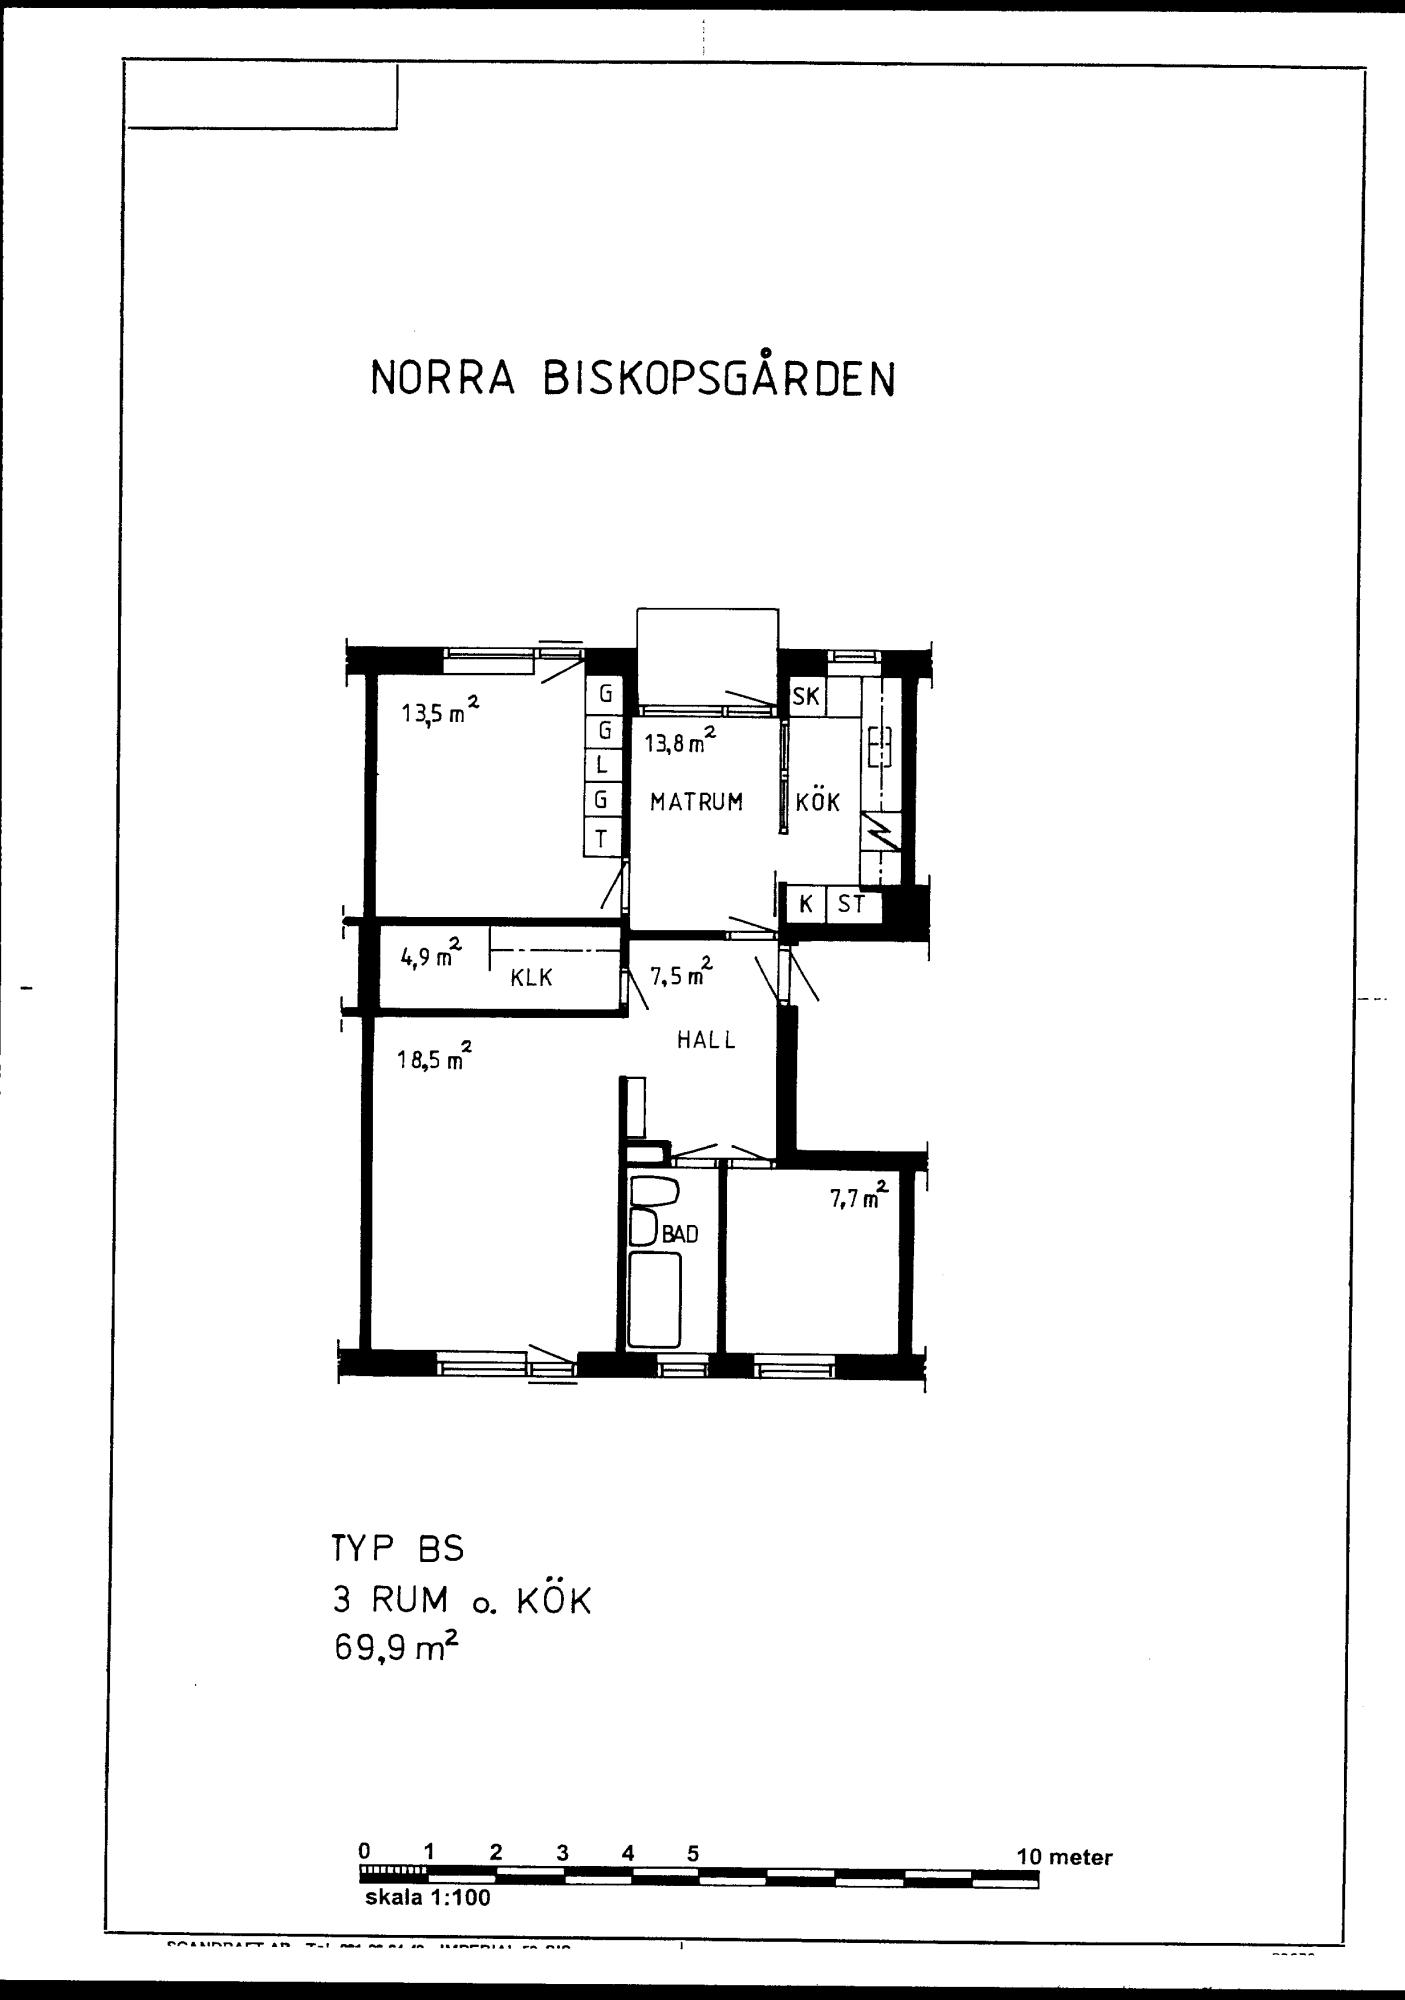 NORRA BISKOPSGÅRDEN
13,5 m²
G
G
L
G
T
13,8 m²
MATRUM
SK
KÖK
K
ST
4,9 m²
KLK
7,5 m²
HALL
18,5 m²
7,7 m²
BAD
TYP BS
3 RUM o. KÖK
69,9 m²
0 1 2 3 4 5 10 meter
skala 1:100